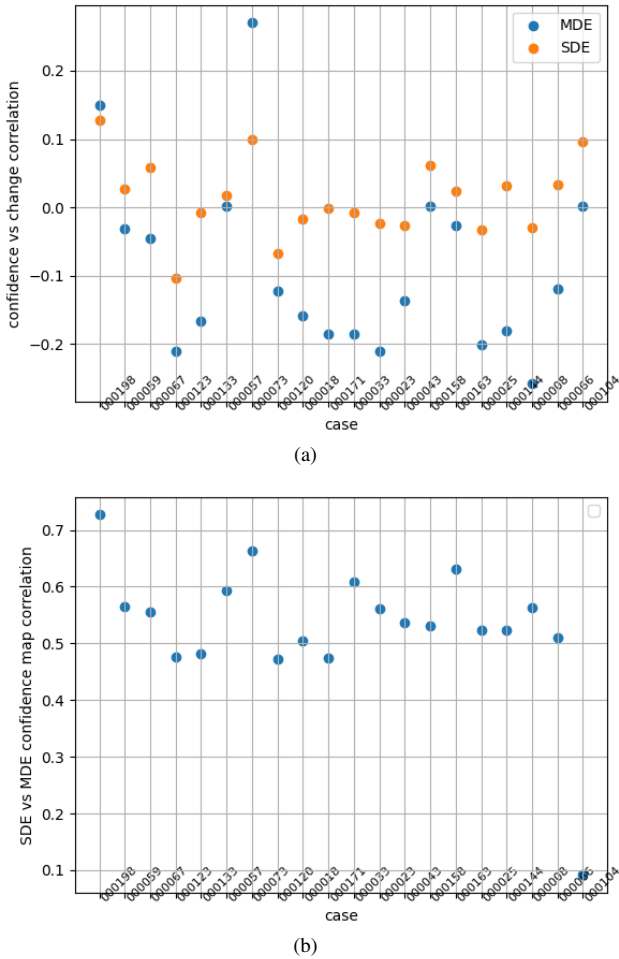 MDE
SDE
0.2
0.1
0.0
−0.1
−0.2
confidence vs change correlation
000198 000059 000067 000123 000133 000057 000073 000120 000018 000171 000033 000023 000043 000158 000163 000025 000144 000008 000066 000104
case
(a)
0.7
0.6
0.5
0.4
0.3
0.2
0.1
SDE vs MDE confidence map correlation
000198 000059 000067 000123 000133 000057 000073 000120 000018 000171 000033 000023 000043 000158 000163 000025 000144 000008 000066 000104
case
(b)